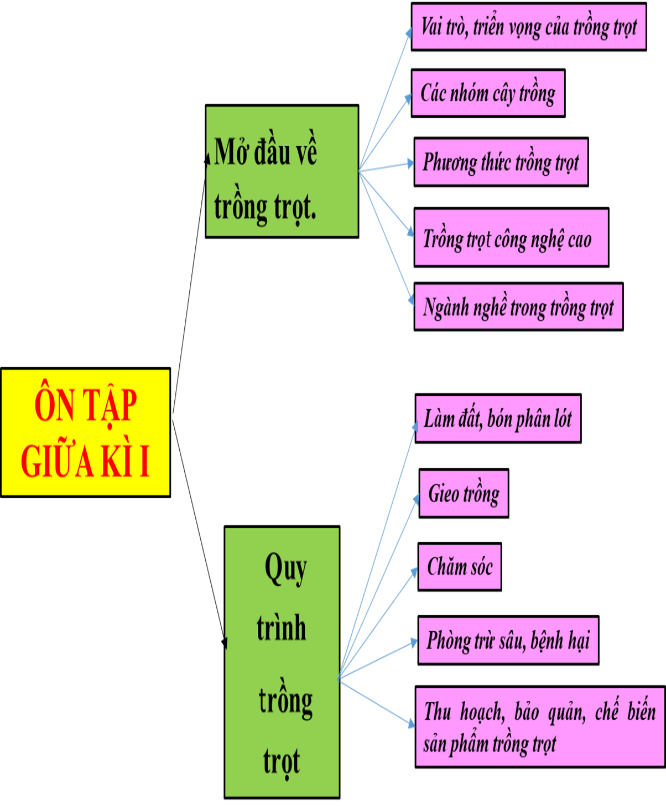 Vai trò, triển vọng của trồng trọt
Các nhóm cây trồng
Mở đầu về
trồng trọt.
Phương thức trồng trọt
Trồng trọt công nghệ cao
Ngành nghề trong trồng trọt
ÔN TẬP
GIỮA KÌ I
Làm đất, bón phân lót
Gieo trồng
Quy
trình
trồng
trọt
Chăm sóc
Phòng trừ sâu, bệnh hại
Thu hoạch, bảo quản, chế biến
sản phẩm trồng trọt